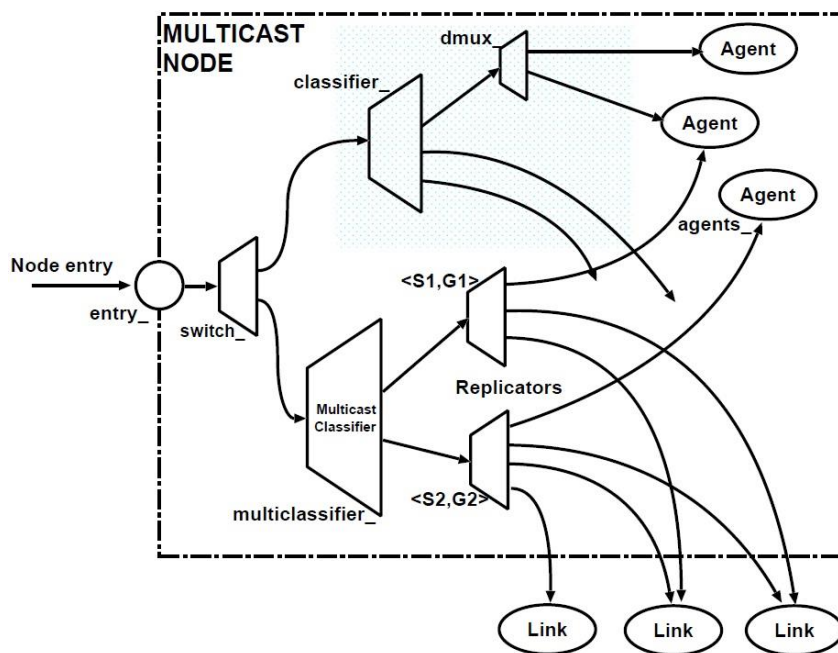 MULTICAST
NODE
dmux_
Agent
classifier_
Agent
Agent
agents_
Node entry
<S1,G1>
entry_
switch_
Replicators
Multicast
Classifier
<S2,G2>
multiclassifier_
Link
Link
Link